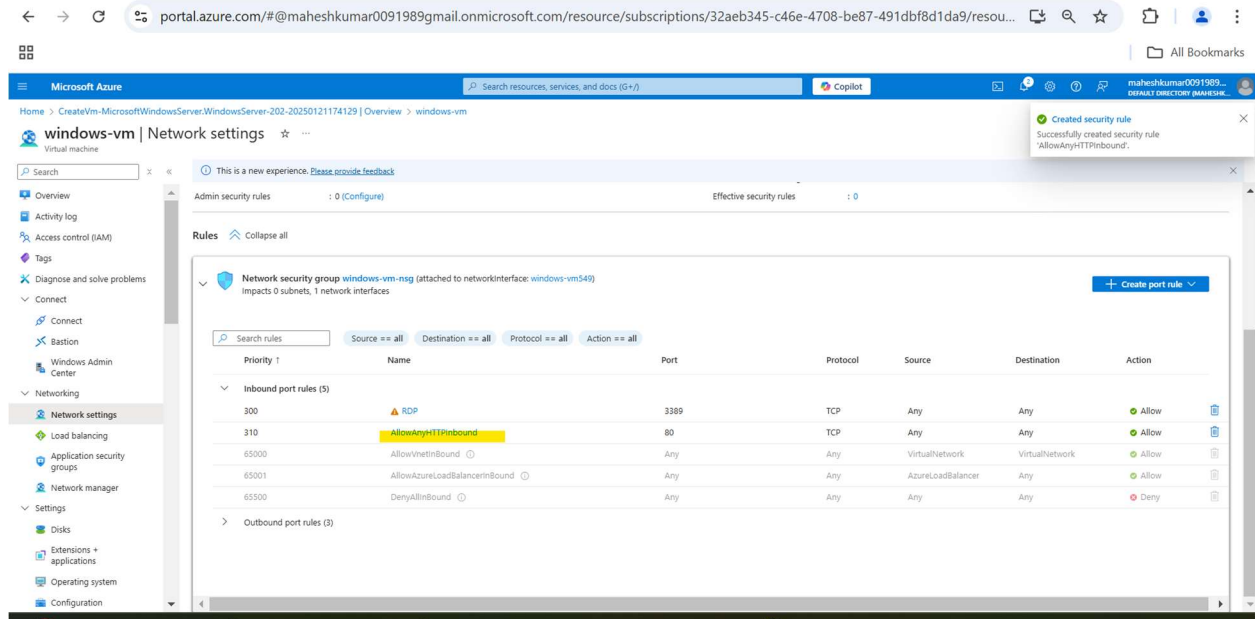 portal.azure.com/#@maheshkumar0091989gmail.onmicrosoft.com/resource/subscriptions/32aeb345-c46e-4708-be87-491dbf8d1da9/resou...
All Bookmarks
Microsoft Azure
Search resources, services, and docs (G+/)
Copilot
2
maheshkumar0091989...
DEFAULT DIRECTORY (MAHESHK...
Home > CreateVm-MicrosoftWindowsServer.WindowsServer-202-20250121174129 | Overview > windows-vm
windows-vm | Network settings
Virtual machine
Created security rule
Successfully created security rule
'AllowAnyHTTPInbound'.
Search
Overview
Activity log
Access control (IAM)
Tags
Diagnose and solve problems
Connect
Connect
Bastion
Windows Admin
Center
Networking
Network settings
Load balancing
Application security
groups
Network manager
Settings
Disks
Extensions +
applications
Operating system
Configuration
This is a new experience. Please provide feedback
Admin security rules : 0 (Configure)
Effective security rules : 0
Rules Collapse all
Network security group windows-vm-nsg (attached to networkInterface: windows-vm549)
Impacts 0 subnets, 1 network interfaces
+ Create port rule
Search rules Source == all Destination == all Protocol == all Action == all
Priority ↑ Name Port Protocol Source Destination Action
Inbound port rules (5)
300 RDP 3389 TCP Any Any Allow
310 AllowAnyHTTPInbound 80 TCP Any Any Allow
65000 AllowVnetInBound Any Any VirtualNetwork VirtualNetwork Allow
65001 AllowAzureLoadBalancerInBound Any Any AzureLoadBalancer Any Allow
65500 DenyAllInBound Any Any Any Any Deny
Outbound port rules (3)